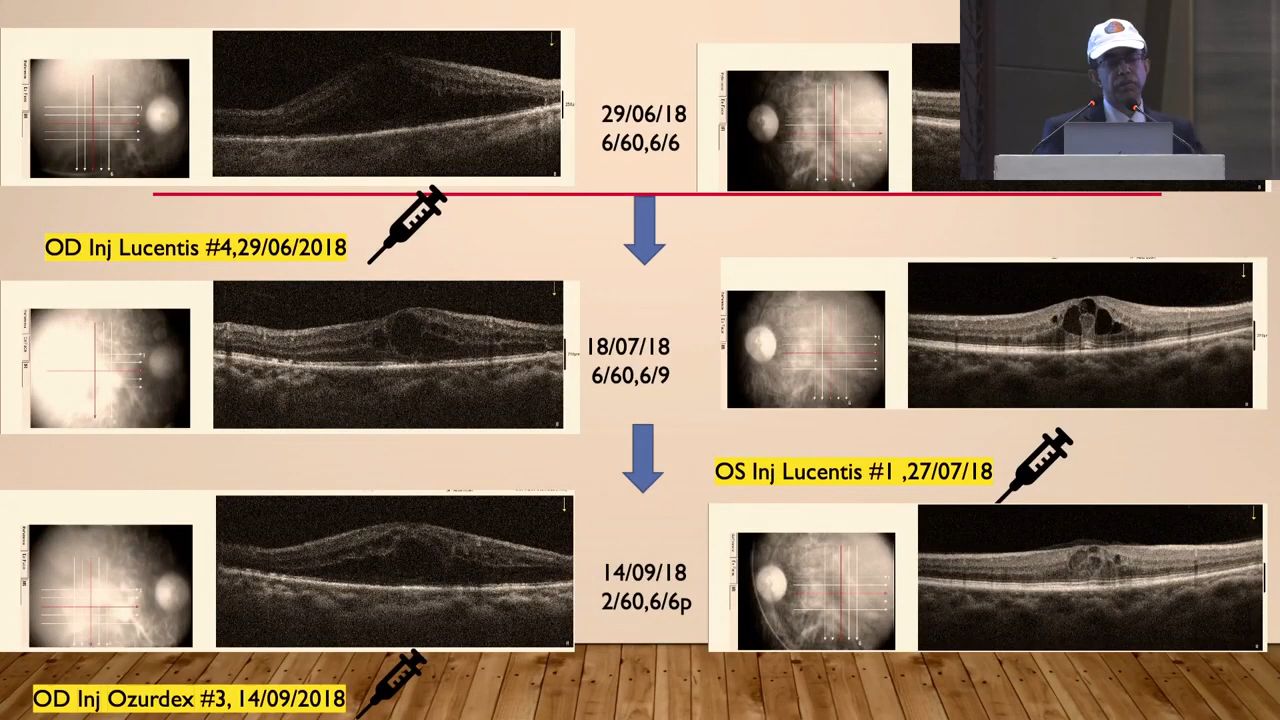 29/06/18
6/60,6/6
OD Inj Lucentis #4,29/06/2018
18/07/18
6/60,6/9
OS Inj Lucentis #1 ,27/07/18
14/09/18
2/60,6/6p
OD Inj Ozurdex #3, 14/09/2018